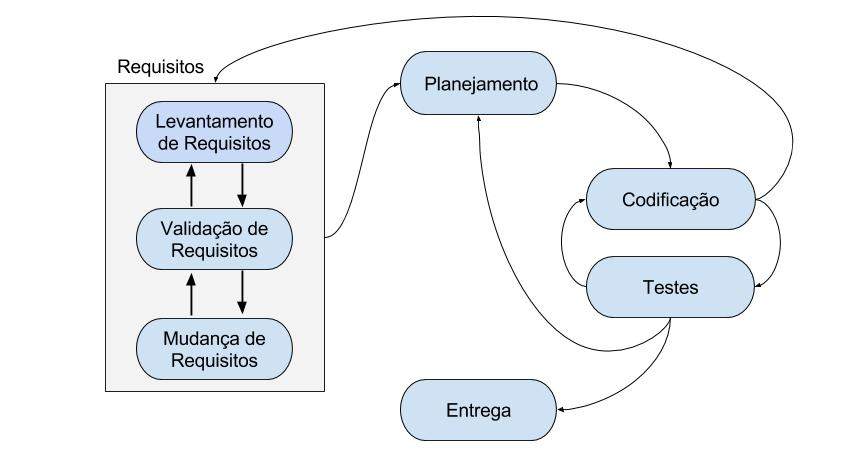 Requisitos
Levantamento
de Requisitos
Validação de
Requisitos
Mudança de
Requisitos
Planejamento
Codificação
Testes
Entrega